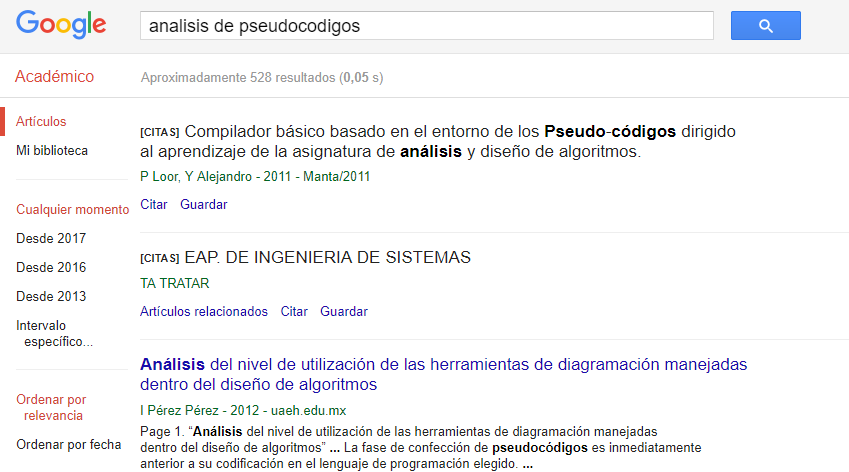 Google
analisis de pseudocodigos
Académico
Aproximadamente 528 resultados (0,05 s)
Artículos
Mi biblioteca
Cualquier momento
Desde 2017
Desde 2016
Desde 2013
Intervalo
específico...
Ordenar por
relevancia
Ordenar por fecha
[CITAS] Compilador básico basado en el entorno de los Pseudo-códigos dirigido
al aprendizaje de la asignatura de análisis y diseño de algoritmos.
P Loor, Y Alejandro - 2011 - Manta/2011
Citar Guardar
[CITAS] EAP. DE INGENIERIA DE SISTEMAS
TA TRATAR
Artículos relacionados Citar Guardar
Análisis del nivel de utilización de las herramientas de diagramación manejadas
dentro del diseño de algoritmos
I Pérez Pérez - 2012 - uaeh.edu.mx
Page 1. “Análisis del nivel de utilización de las herramientas de diagramación manejadas
dentro del diseño de algoritmos” ... La fase de confección de pseudocódigos es inmediatamente
anterior a su codificación en el lenguaje de programación elegido. ...